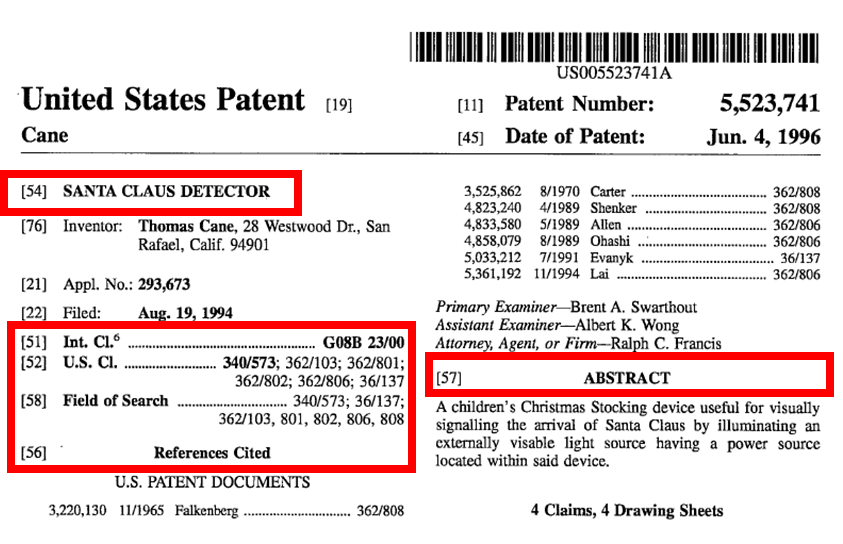 US005523741A
United States Patent [19]
Cane
[11] Patent Number: 5,523,741
[45] Date of Patent: Jun. 4, 1996
[54] SANTA CLAUS DETECTOR
[76] Inventor: Thomas Cane, 28 Westwood Dr., San
Rafael, Calif. 94901
[21] Appl. No.: 293,673
[22] Filed: Aug. 19, 1994
[51] Int. Cl.⁶ ........................................ G08B 23/00
[52] U.S. Cl. ...................... 340/573; 362/103; 362/801;
362/802; 362/806; 36/137
[58] Field of Search .......................... 340/573; 36/137;
362/103, 801, 802, 806, 808
[56] References Cited
U.S. PATENT DOCUMENTS
3,220,130 11/1965 Falkenberg .............................. 362/808
3,525,862 8/1970 Carter ...................................... 362/808
4,823,240 4/1989 Shenker ................................... 362/808
4,833,580 5/1989 Allen ....................................... 362/806
4,858,079 8/1989 Ohashi .................................... 362/806
5,033,212 7/1991 Evanyk ..................................... 36/137
5,361,192 11/1994 Lai .......................................... 362/806
Primary Examiner—Brent A. Swarthout
Assistant Examiner—Albert K. Wong
Attorney, Agent, or Firm—Ralph C. Francis
[57] ABSTRACT
A children's Christmas Stocking device useful for visually
signalling the arrival of Santa Claus by illuminating an
externally visable light source having a power source
located within said device.
4 Claims, 4 Drawing Sheets